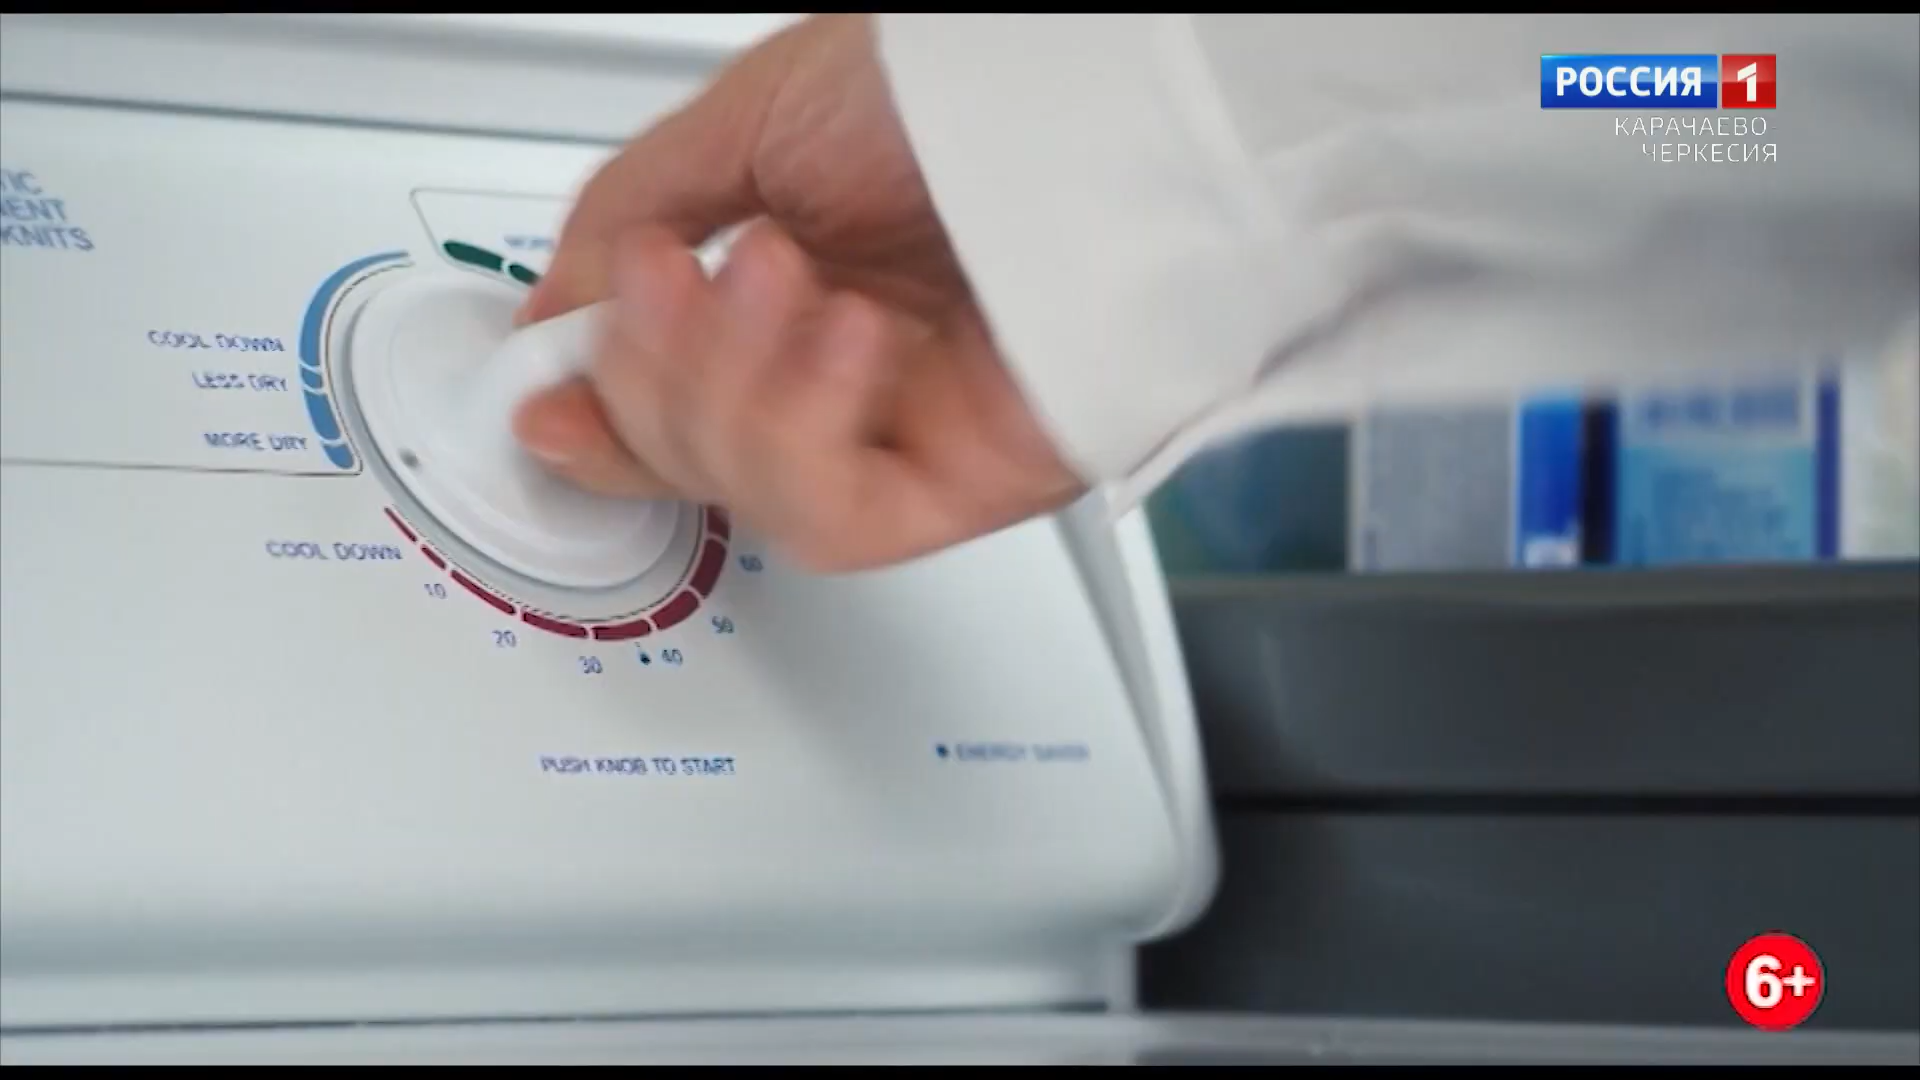 РОССИЯ 1
КАРАЧАЕВО-
ЧЕРКЕСИЯ
KNITS
COOL DOWN
LESS DRY
MORE DRY
COOL DOWN
10
20
30
40
50
60
PUSH KNOB TO START
ENERGY SAVER
6+